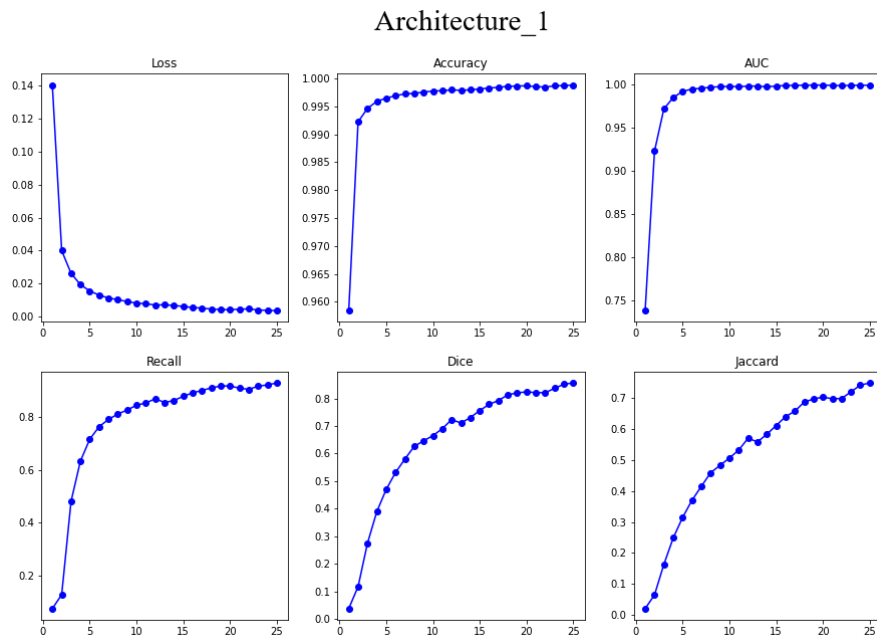 Architecture_1
Loss Accuracy AUC
0.14 1.000 1.00
0.12 0.995 0.95
0.10 0.990 0.90
0.08 0.985 0.85
0.06 0.980 0.80
0.04 0.975 0.75
0.02 0.970
0.00 0.965
0.960
0 5 10 15 20 25 0 5 10 15 20 25 0 5 10 15 20 25
Recall Dice Jaccard
0.8 0.8 0.7
0.6 0.7 0.6
0.4 0.6 0.5
0.2 0.5 0.4
0.4 0.3
0.3 0.2
0.2 0.1
0.1 0.0
0.0
0 5 10 15 20 25 0 5 10 15 20 25 0 5 10 15 20 25